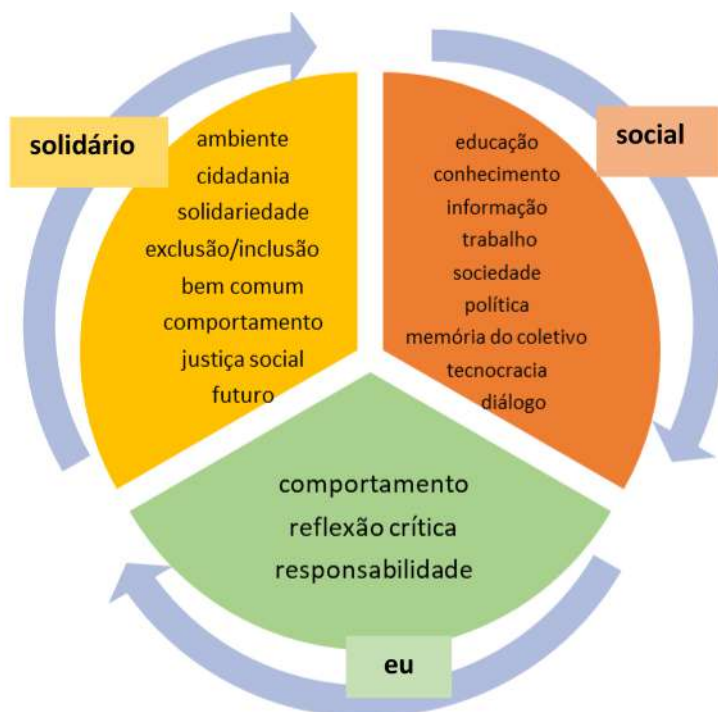 solidário
ambiente
cidadania
solidariedade
exclusão/inclusão
bem comum
comportamento
justiça social
futuro
social
educação
conhecimento
informação
trabalho
sociedade
política
memória do coletivo
tecnocracia
diálogo
comportamento
reflexão crítica
responsabilidade
eu